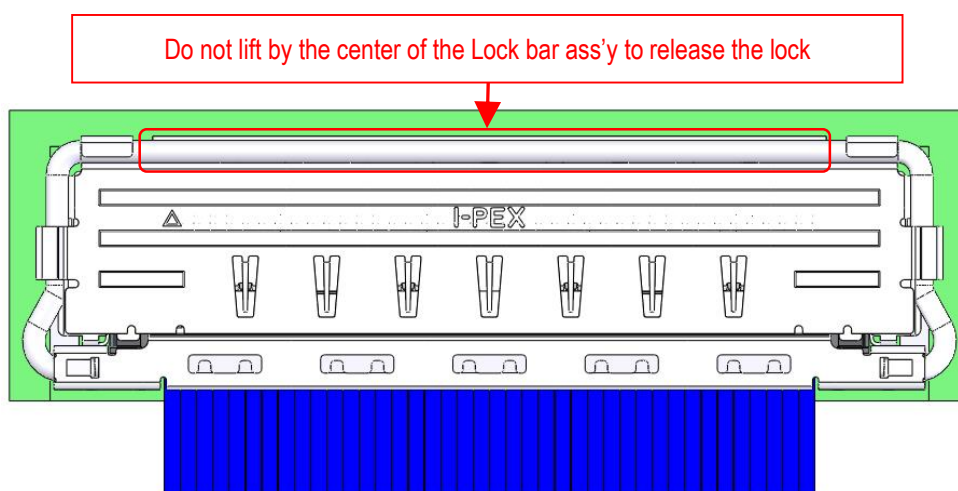 Do not lift by the center of the Lock bar ass’y to release the lock
I-PEX